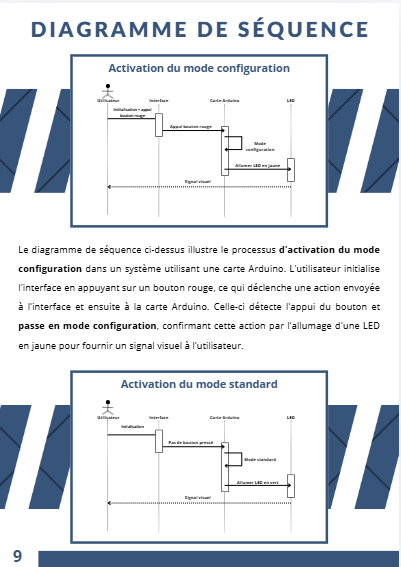 DIAGRAMME DE SÉQUENCE
Activation du mode configuration
Utilisateur Interface Carte Arduino LED
Initialisation + appui
bouton rouge
Appui bouton rouge
Mode
configuration
Allumer LED en jaune
Signal visuel
Le diagramme de séquence ci-dessus illustre le processus d'activation du mode
configuration dans un système utilisant une carte Arduino. L'utilisateur initialise
l'interface en appuyant sur un bouton rouge, ce qui déclenche une action envoyée
à l'interface et ensuite à la carte Arduino. Celle-ci détecte l'appui du bouton et
passe en mode configuration, confirmant cette action par l'allumage d'une LED
en jaune pour fournir un signal visuel à l'utilisateur.
Activation du mode standard
Utilisateur Interface Carte Arduino LED
Initialisation
Pas de bouton pressé
Mode standard
Allumer LED en vert
Signal visuel
9